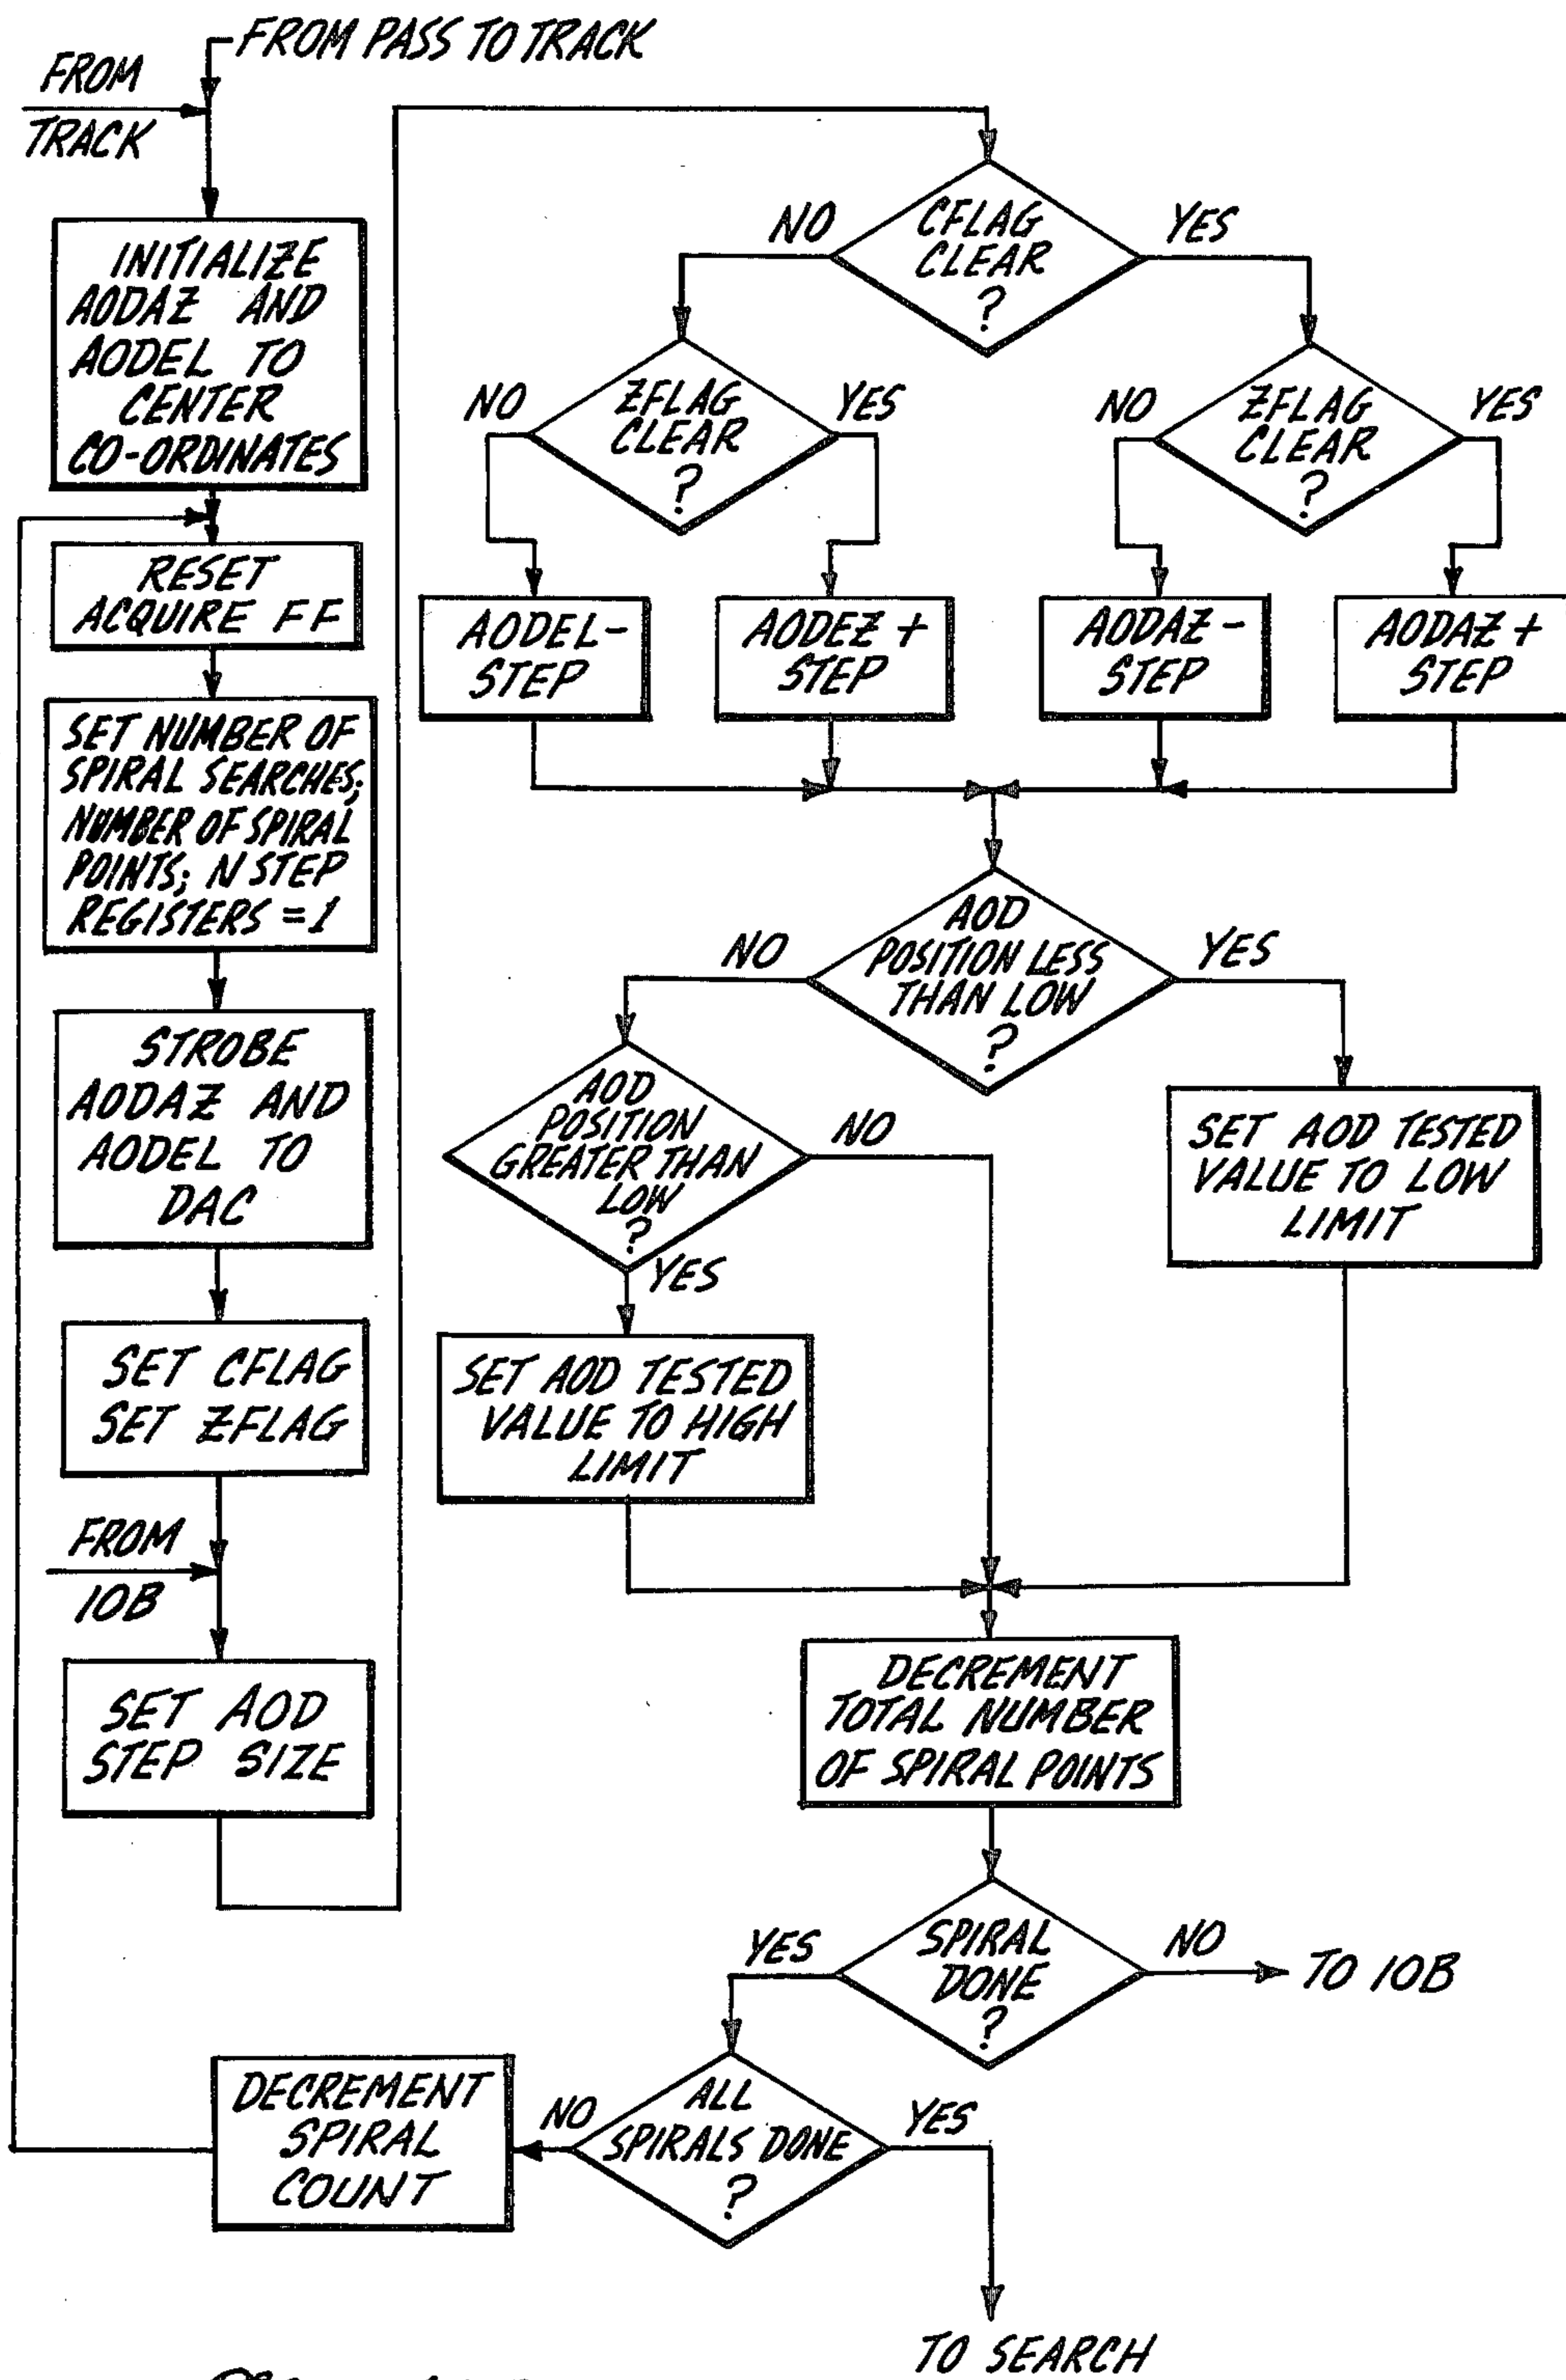 FROM PASS TO TRACK
FROM
TRACK
INITIALIZE
AODAZ AND
AODEL TO
CENTER
CO-ORDINATES
RESET
ACQUIRE FF
SET NUMBER OF
SPIRAL SEARCHES;
NUMBER OF SPIRAL
POINTS; N STEP
REGISTERS = 1
STROBE
AODAZ AND
AODEL TO
DAC
SET CFLAG
SET ZFLAG
FROM
10B
SET AOD
STEP SIZE
CFLAG
CLEAR
?
NO
YES
ZFLAG
CLEAR
?
NO
YES
ZFLAG
CLEAR
?
NO
YES
AODEL-
STEP
AODEZ +
STEP
AODAZ -
STEP
AODAZ +
STEP
AOD
POSITION LESS
THAN LOW
?
NO
YES
AOD
POSITION
GREATER THAN
LOW
?
NO
YES
SET AOD TESTED
VALUE TO LOW
LIMIT
SET AOD TESTED
VALUE TO HIGH
LIMIT
DECREMENT
TOTAL NUMBER
OF SPIRAL POINTS
SPIRAL
DONE
?
YES
NO
TO 10B
ALL
SPIRALS DONE
?
NO
YES
DECREMENT
SPIRAL
COUNT
TO SEARCH